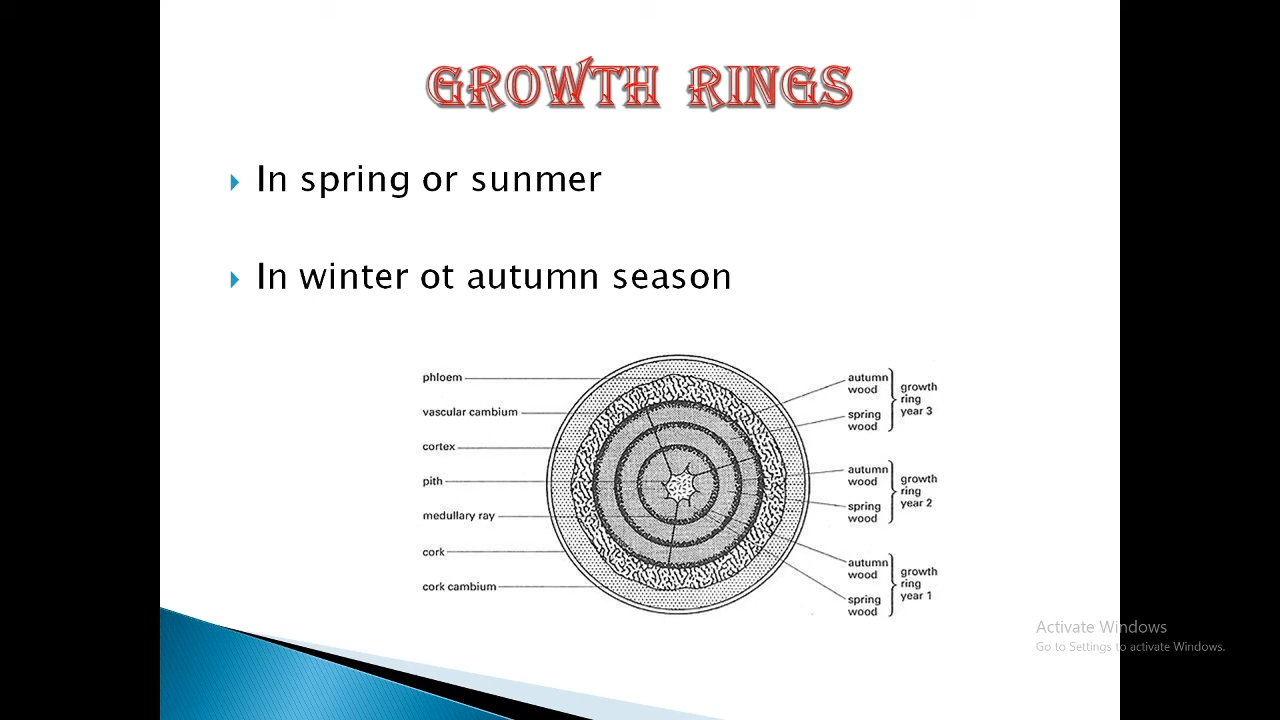 GROWTH RINGS
In spring or sunmer
In winter ot autumn season
phloem
vascular cambium
cortex
pith
medullary ray
cork
cork cambium
autumn
wood
spring
wood
growth
ring
year 3
autumn
wood
spring
wood
growth
ring
year 2
autumn
wood
spring
wood
growth
ring
year 1
Activate Windows
Go to Settings to activate Windows.